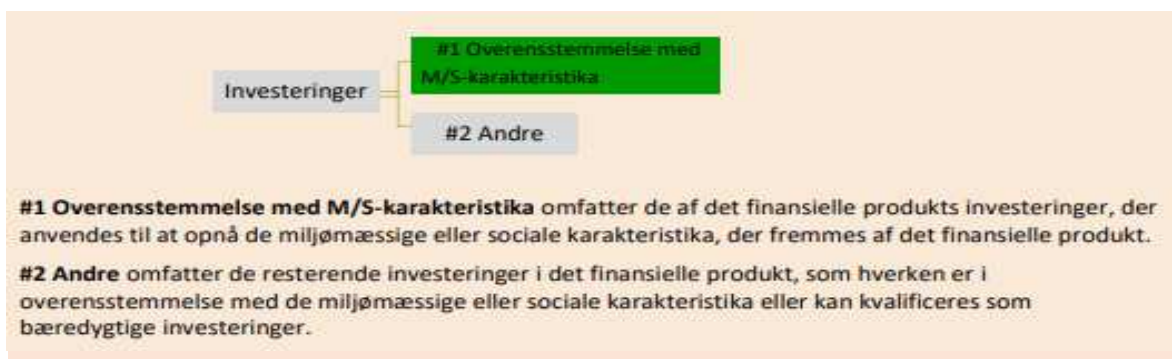 #1 Overensstemmelse med
M/S-karakteristika
Investeringer
#2 Andre
#1 Overensstemmelse med M/S-karakteristika omfatter de af det finansielle produkts investeringer, der
anvendes til at opnå de miljømæssige eller sociale karakteristika, der fremmes af det finansielle produkt.
#2 Andre omfatter de resterende investeringer i det finansielle produkt, som hverken er i
overensstemmelse med de miljømæssige eller sociale karakteristika eller kan kvalificeres som
bæredygtige investeringer.